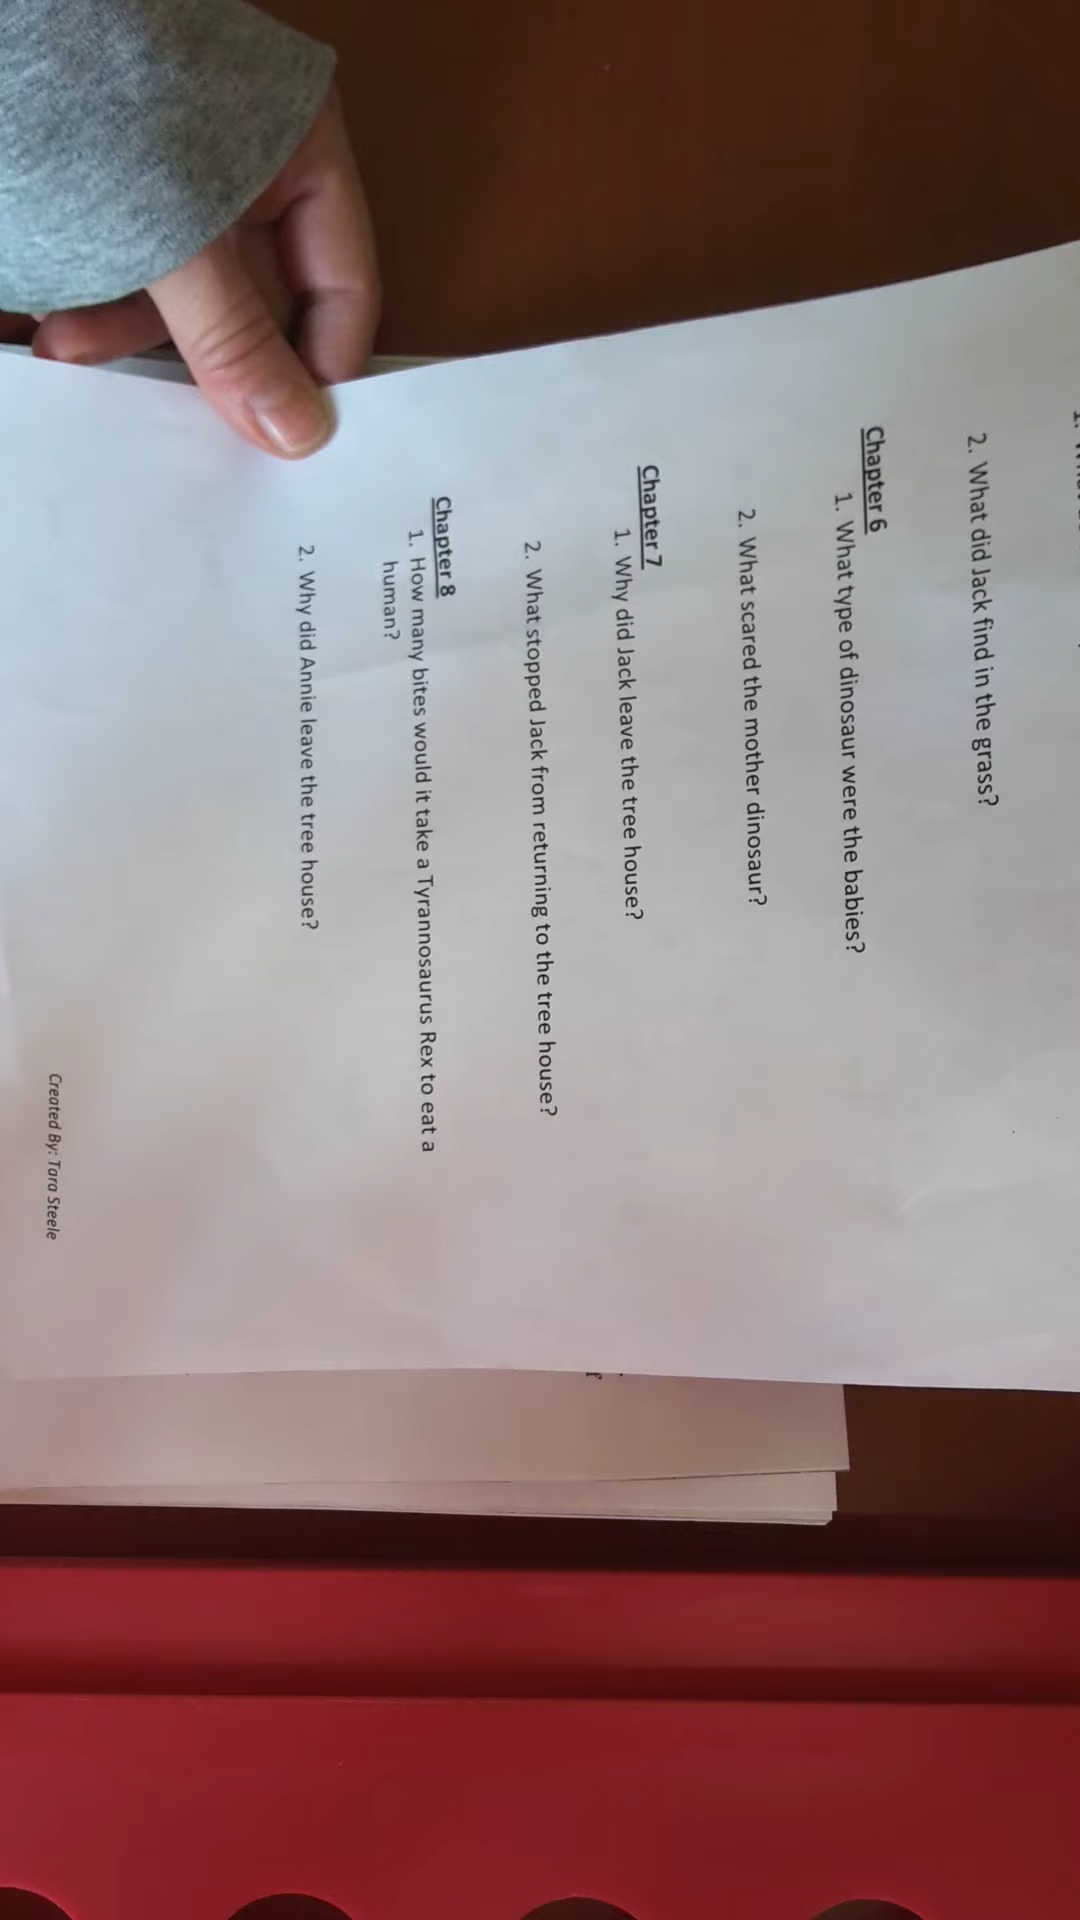 2. What did Jack find in the grass?
Chapter 6
1. What type of dinosaur were the babies?
2. What scared the mother dinosaur?
Chapter 7
1. Why did Jack leave the tree house?
2. What stopped Jack from returning to the tree house?
Chapter 8
1. How many bites would it take a Tyrannosaurus Rex to eat a
human?
2. Why did Annie leave the tree house?
Created By: Tara Steele